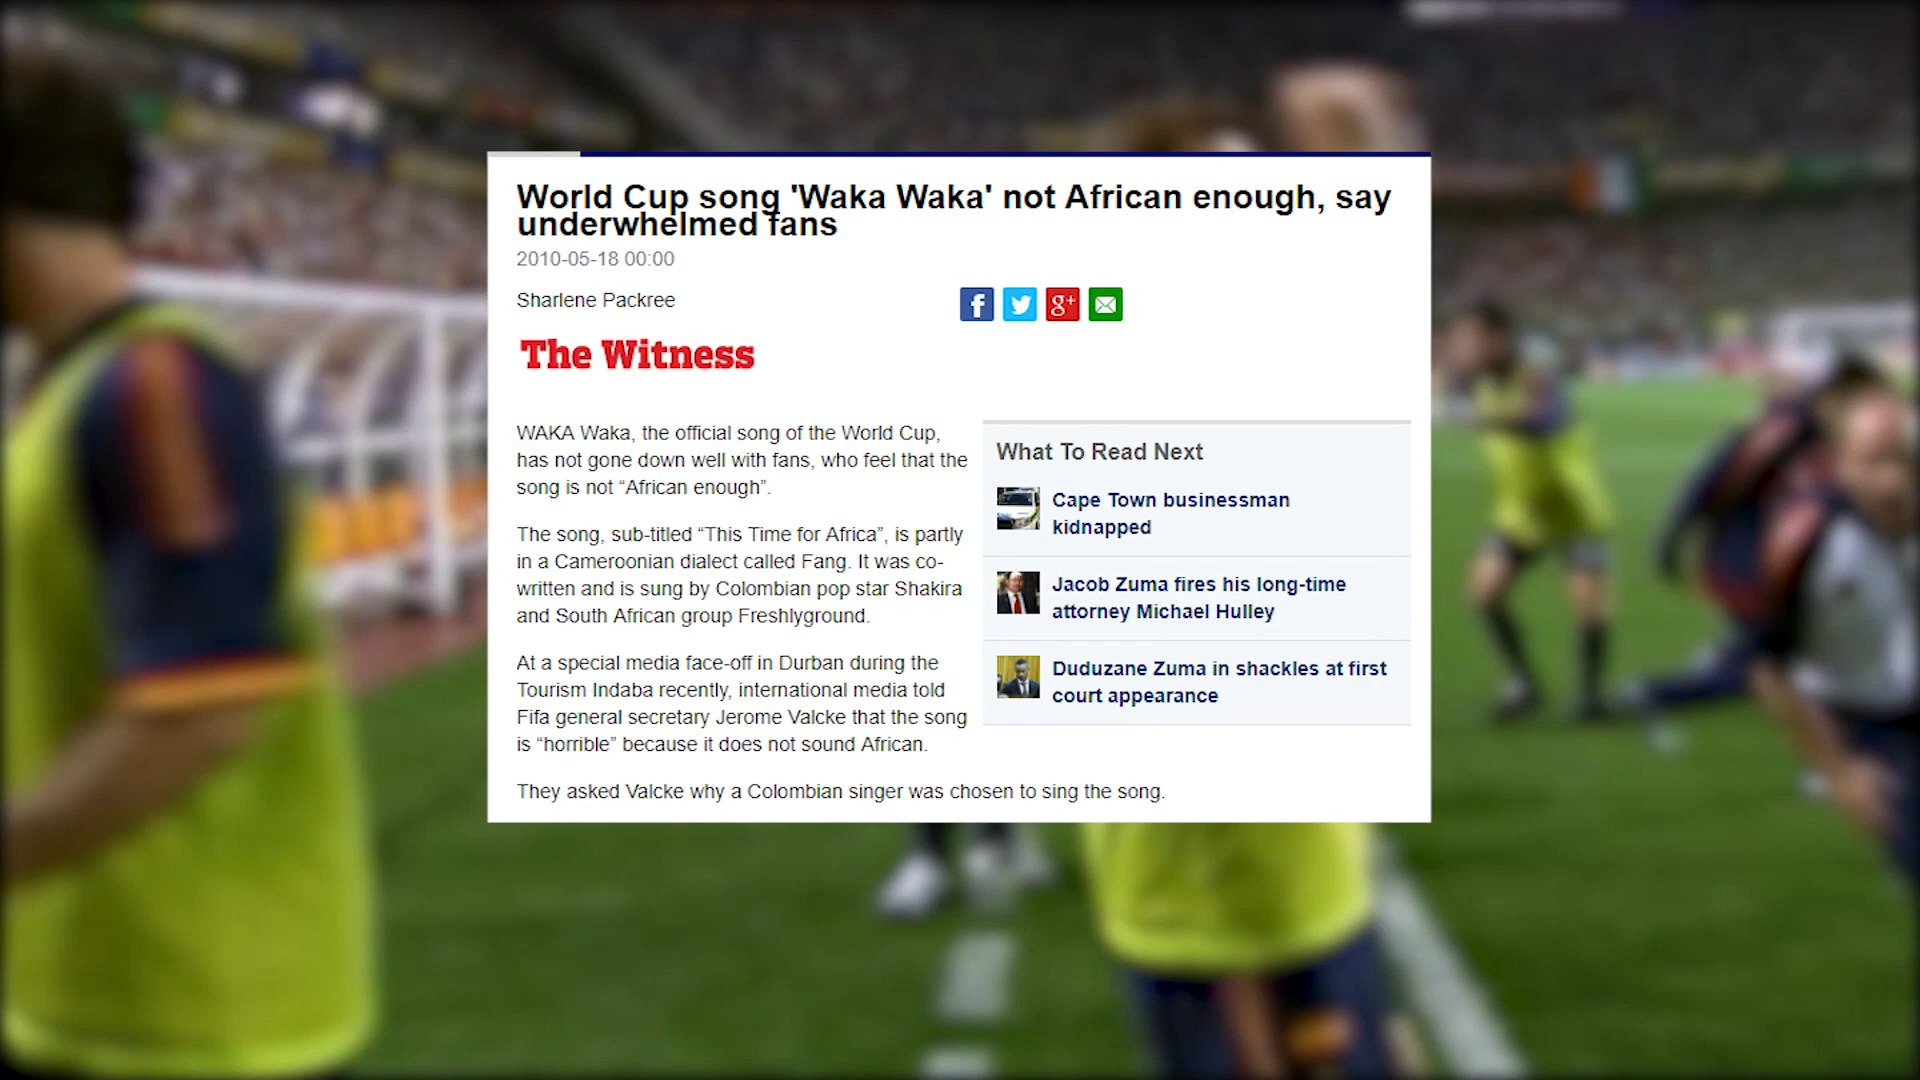 World Cup song 'Waka Waka' not African enough, say
underwhelmed fans
2010-05-18 00:00
Sharlene Packree
f
g+
The Witness
WAKA Waka, the official song of the World Cup,
has not gone down well with fans, who feel that the
song is not “African enough”.
The song, sub-titled “This Time for Africa”, is partly
in a Cameroonian dialect called Fang. It was co-
written and is sung by Colombian pop star Shakira
and South African group Freshlyground.
At a special media face-off in Durban during the
Tourism Indaba recently, international media told
Fifa general secretary Jerome Valcke that the song
is “horrible” because it does not sound African.
They asked Valcke why a Colombian singer was chosen to sing the song.
What To Read Next
Cape Town businessman
kidnapped
Jacob Zuma fires his long-time
attorney Michael Hulley
Duduzane Zuma in shackles at first
court appearance